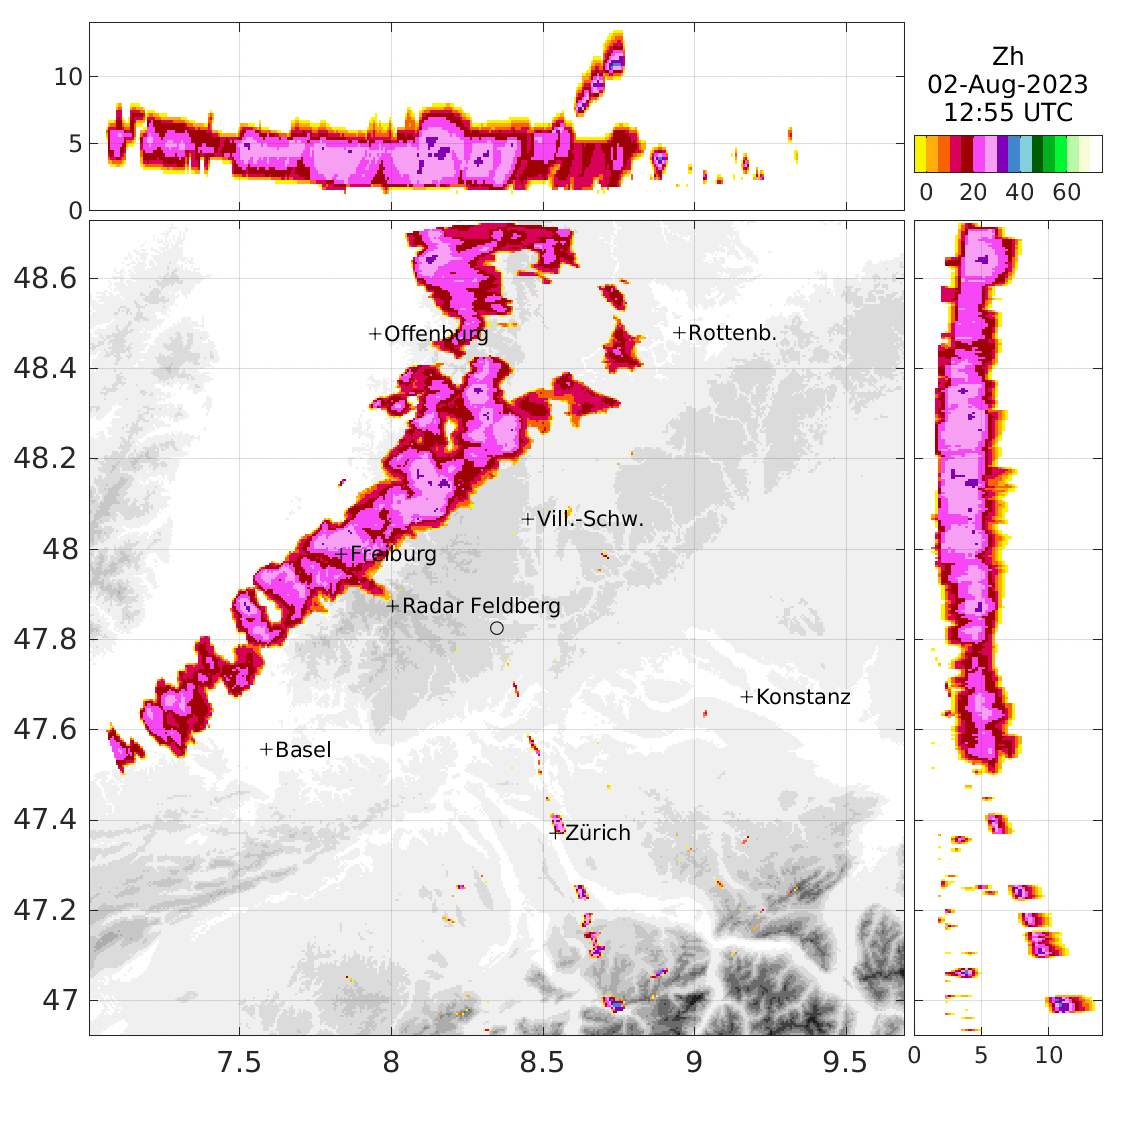 10
5
0
Zh
02-Aug-2023
12:55 UTC
0 20 40 60
48.6
48.4
48.2
48
47.8
47.6
47.4
47.2
47
Offenburg
Rottenb.
Vill.-Schw.
Freiburg
Radar Feldberg
Konstanz
Basel
Zürich
7.5 8 8.5 9 9.5
0 5 10